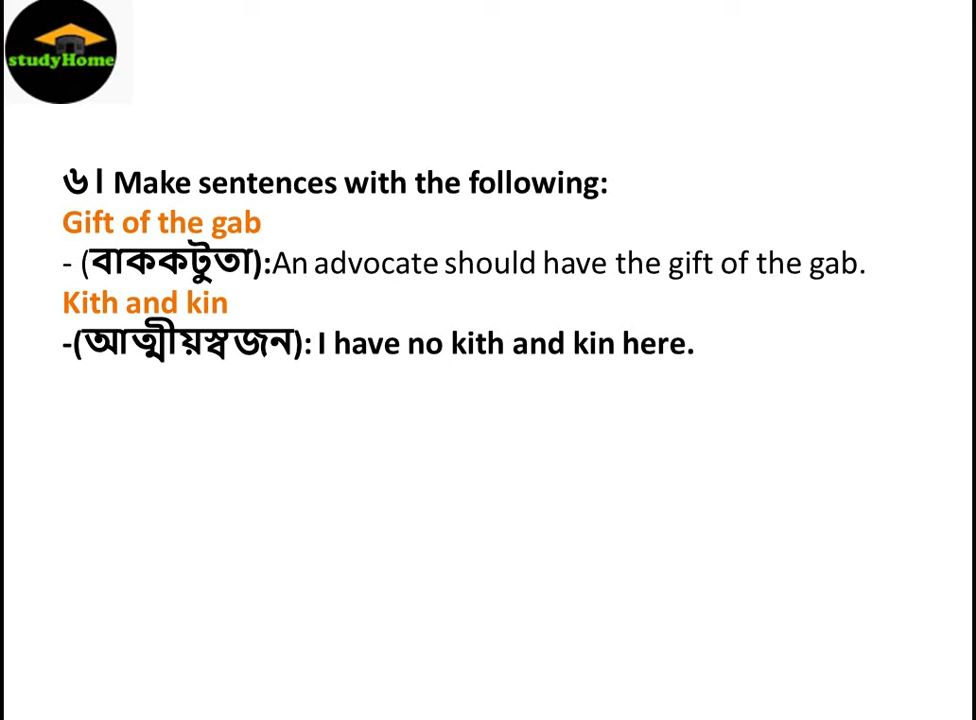 studyHome
৬। Make sentences with the following:
Gift of the gab
- (বাককটুতা):An advocate should have the gift of the gab.
Kith and kin
-(আত্মীয়স্বজন): I have no kith and kin here.